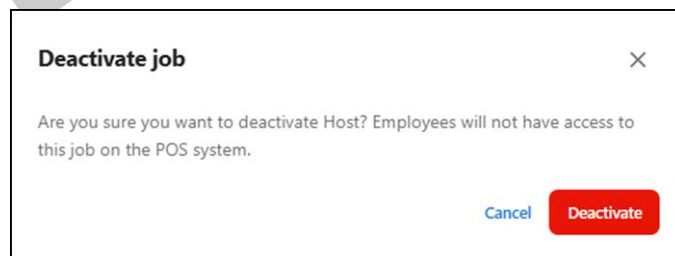 Deactivate job
Are you sure you want to deactivate Host? Employees will not have access to
this job on the POS system.
Cancel
Deactivate